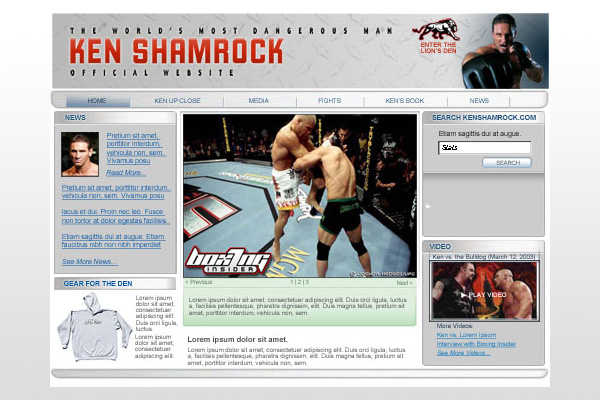 THE WORLD'S MOST DANGEROUS MAN
KEN SHAMROCK
OFFICIAL WEBSITE
ENTER THE
LION'S DEN
HOME
KEN UP CLOSE
MEDIA
FIGHTS
KEN'S BOOK
NEWS
NEWS
Pretium sit amet,
porttitor interdum,
vehicula non, sem.
Vivamus posu
Read More...
Pretium sit amet, porttitor interdum,
vehicula non, sem. Vivamus posu
lacus et dui. Proin nec leo. Fusce
non tortor at dolor egestas facilisis.
Etiam sagittis dui at augue. Etiam
faucibus nibh non nibh imperdiet
See More News...
GEAR FOR THE DEN
Lorem ipsum
dolor sit amet,
consectetuer
adipiscing elit.
Duis orci ligula,
Lorem ipsum
dolor sit amet,
consectetuer
adipiscing elit.
BOXING
INSIDER
< Previous
1 | 2 | 3
Next >
Lorem ipsum dolor sit amet, consectetuer adipiscing elit. Duis orci ligula, luctus
a, facilisis pellentesque, pharetra dignissim, elit. Cum magna metus, auctor sit
amet, porttitor interdum, vehicula non, sem.
Lorem ipsum dolor sit amet.
Lorem ipsum dolor sit amet, consectetuer adipiscing elit. Duis orci ligula, luctus
a, facilisis pellentesque, pharetra dignissim, elit. Cum magna metus, auctor sit
amet, porttitor interdum, vehicula non, sem.
SEARCH KENSHAMROCK.COM
Etiam sagittis dui at augue.
Stats
SEARCH
VIDEO
Ken vs. the Bulldog (March 12, 2003)
PLAY VIDEO
More Videos:
Ken vs. Lorem Ipsum
Interview with Boxing Insider
See More Videos...